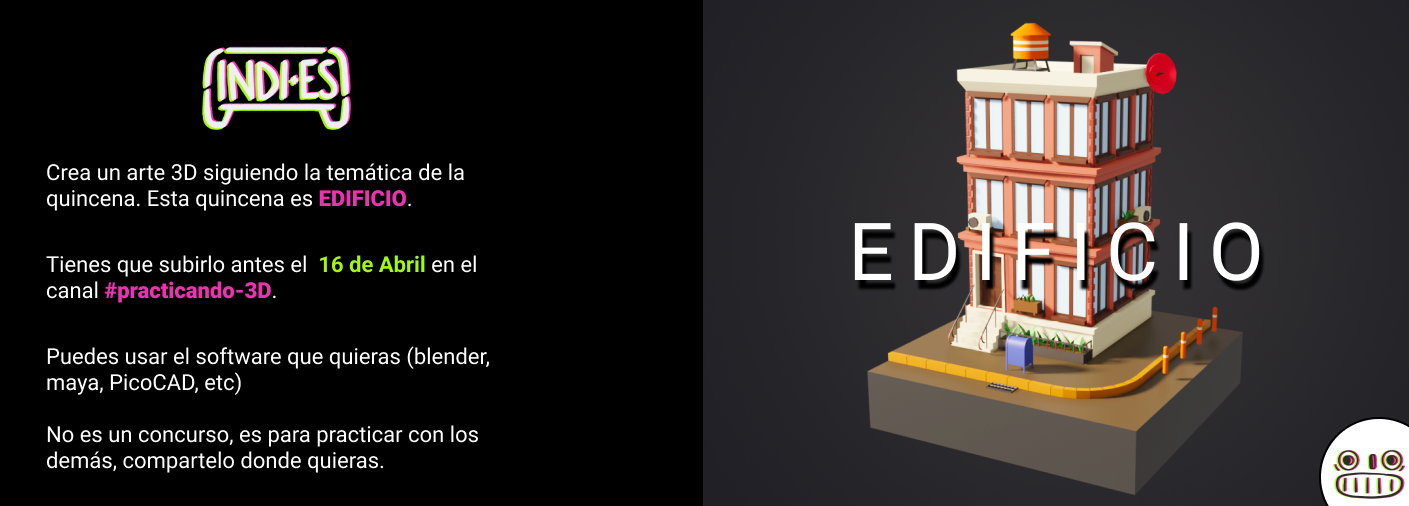 INDI-ES
Crea un arte 3D siguiendo la temática de la
quincena. Esta quincena es EDIFICIO.
Tienes que subirlo antes el 16 de Abril en el
canal #practicando-3D.
Puedes usar el software que quieras (blender,
maya, PicoCAD, etc)
No es un concurso, es para practicar con los
demás, compartelo donde quieras.
EDIFICIO